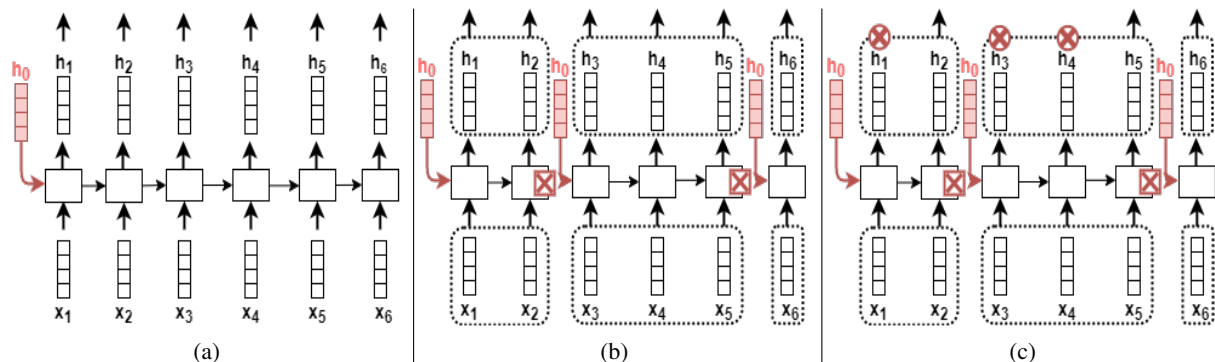 h1 h2 h3 h4 h5 h6
h0
x1 x2 x3 x4 x5 x6
(a)
h1 h2 h3 h4 h5 h6
h0 h0 h0
x1 x2 x3 x4 x5 x6
(b)
h1 h2 h3 h4 h5 h6
h0 h0 h0
x1 x2 x3 x4 x5 x6
(c)